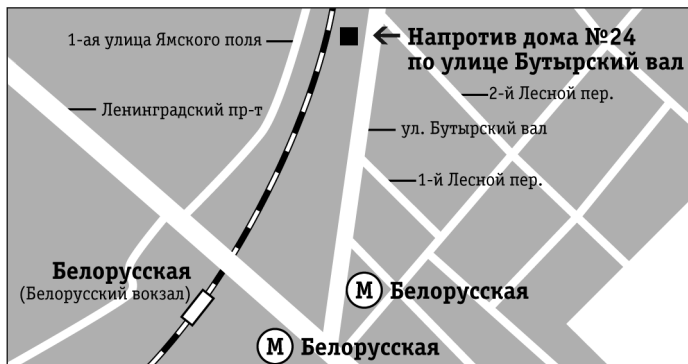 1-ая улица Ямского поля
Напротив дома №24
по улице Бутырский вал
2-й Лесной пер.
Ленинградский пр-т
ул. Бутырский вал
1-й Лесной пер.
Белорусская
(Белорусский вокзал)
М Белорусская
М Белорусская